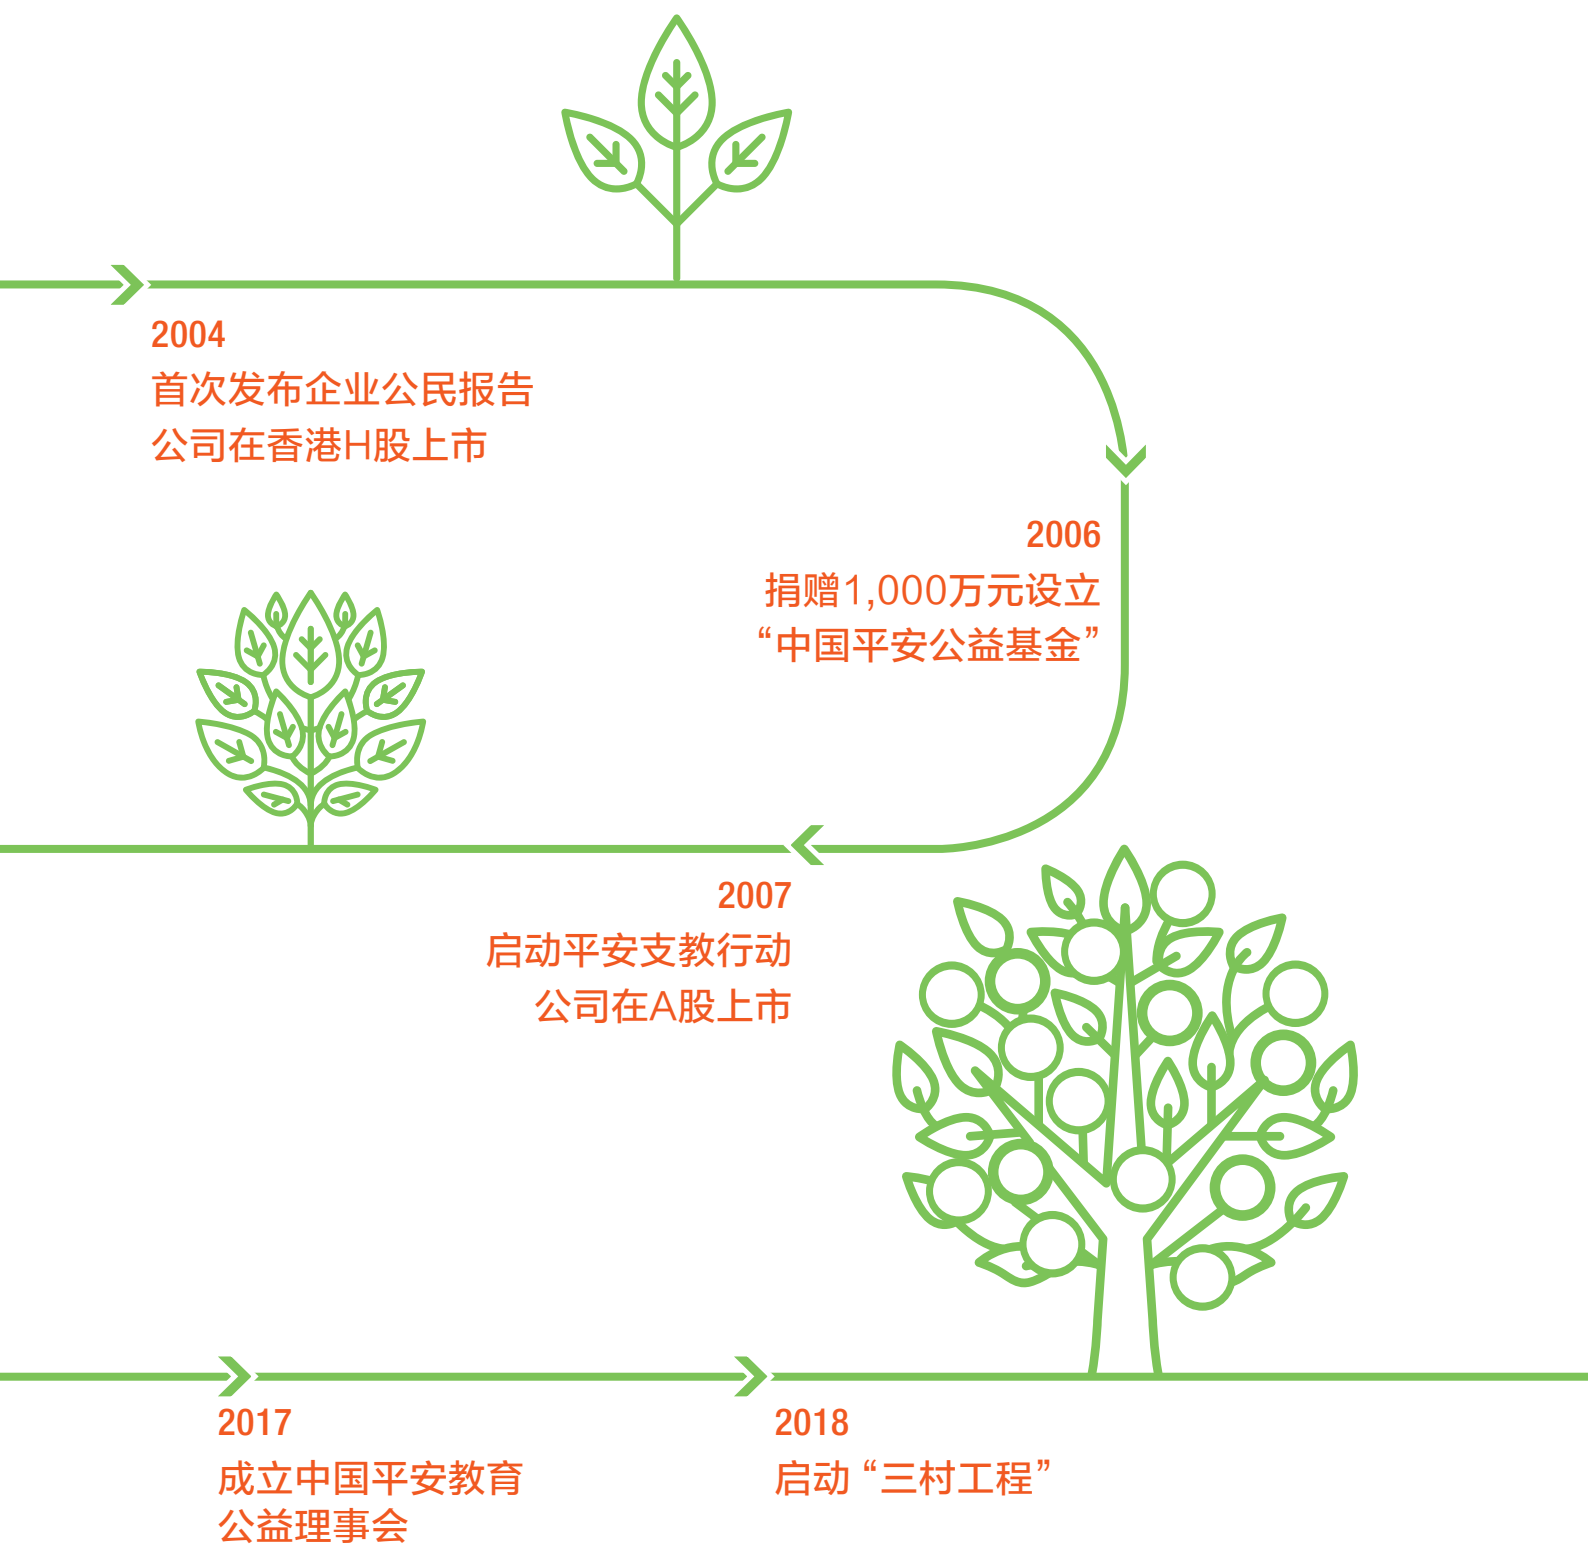 2004
首次发布企业公民报告
公司在香港H股上市
2006
捐赠1,000万元设立
“中国平安公益基金”
2007
启动平安支教行动
公司在A股上市
2017
成立中国平安教育
公益理事会
2018
启动“三村工程”